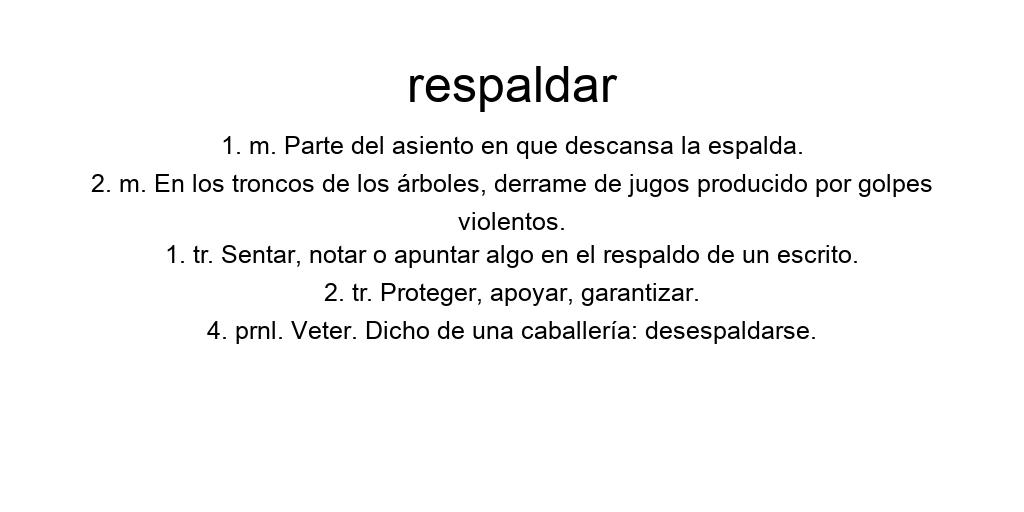 respaldar
1. m. Parte del asiento en que descansa la espalda.
2. m. En los troncos de los árboles, derrame de jugos producido por golpes
violentos.
1. tr. Sentar, notar o apuntar algo en el respaldo de un escrito.
2. tr. Proteger, apoyar, garantizar.
4. prnl. Veter. Dicho de una caballería: desespaldarse.